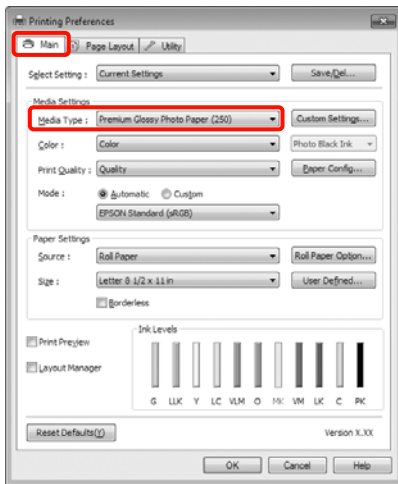 Printing Preferences
Main Page Layout Utility
Select Setting : Current Settings Save/Del...
Media Settings
Media Type : Premium Glossy Photo Paper (250) Custom Settings...
Color : Color Photo Black Ink
Print Quality : Quality Paper Config...
Mode : Automatic Custom
EPSON Standard (sRGB)
Paper Settings
Source : Roll Paper Roll Paper Option...
Size : Letter 8 1/2 x 11 in User Defined...
Borderless
Ink Levels
Print Preview
Layout Manager
G LLK Y LC VLM O MK VM LK C PK
Reset Defaults(Y) Version X.XX
OK Cancel Help